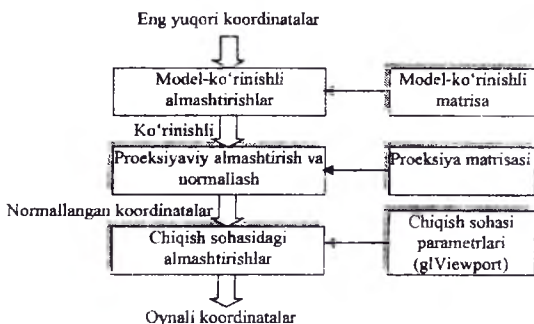 Eng yuqori koordinatalar
Model-ko‘rinishli
almashtirishlar
Model-ko‘rinishli
matrisa
Ko‘rinishli
Proeksiyaviy almashtirish va
normallash
Proeksiya matrisasi
Normallangan koordinatalar
Chiqish sohasidagi
almashtirishlar
Chiqish sohasi
parametrlari
(glViewport)
Oynali koordinatalar